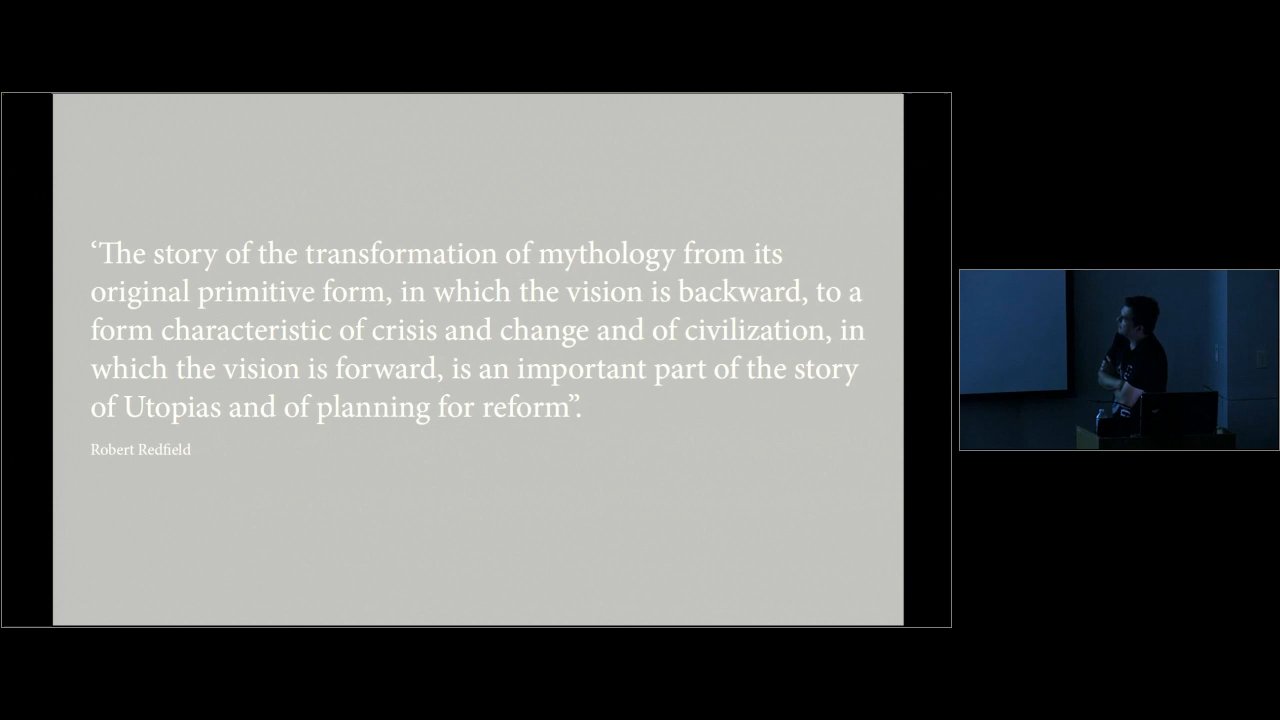 ‘The story of the transformation of mythology from its
original primitive form, in which the vision is backward, to a
form characteristic of crisis and change and of civilization, in
which the vision is forward, is an important part of the story
of Utopias and of planning for reform”.
Robert Redfield